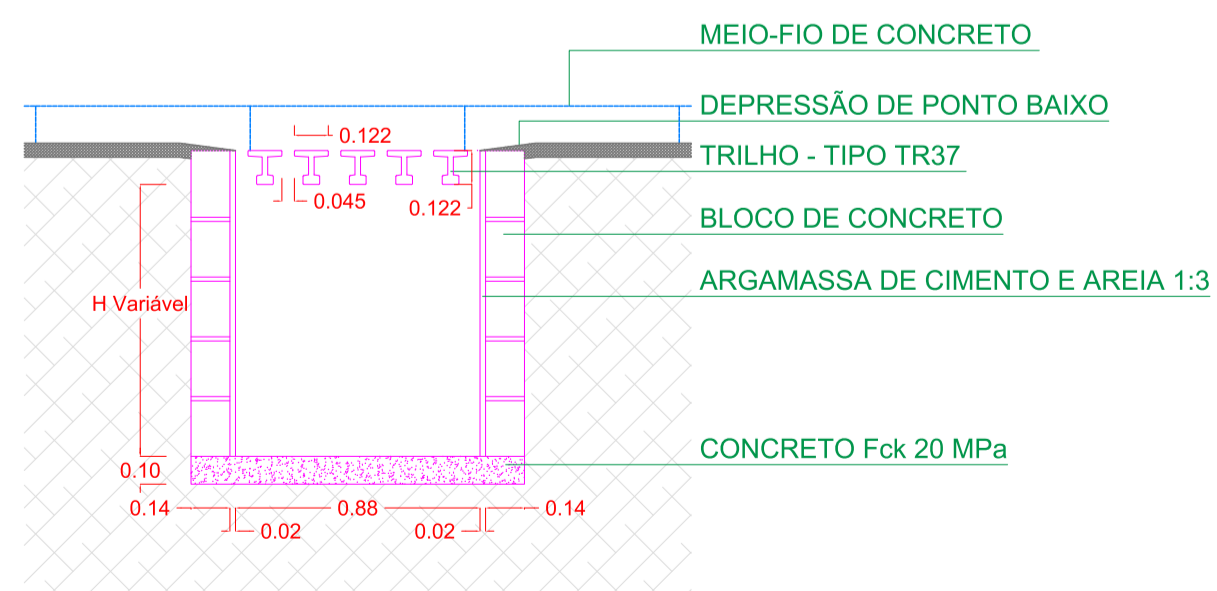 MEIO-FIO DE CONCRETO
DEPRESSÃO DE PONTO BAIXO
0.122
TRILHO - TIPO TR37
0.045
0.122
BLOCO DE CONCRETO
ARGAMASSA DE CIMENTO E AREIA 1:3
H Variável
CONCRETO Fck 20 MPa
0.10
0.14
0.88
0.14
0.02
0.02